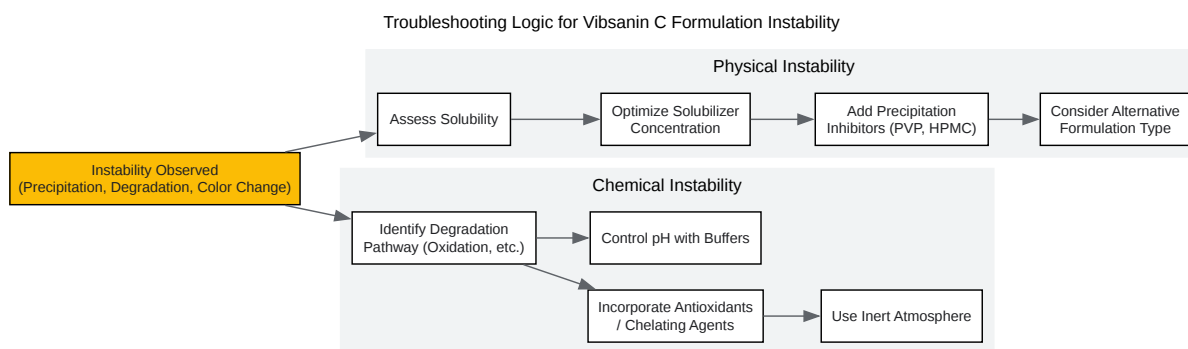 Troubleshooting Logic for Vibsanin C Formulation Instability
Physical Instability
Assess Solubility
Optimize Solubilizer
Concentration
Add Precipitation
Inhibitors (PVP, HPMC)
Consider Alternative
Formulation Type
Instability Observed
(Precipitation, Degradation, Color Change)
Chemical Instability
Identify Degradation
Pathway (Oxidation, etc.)
Control pH with Buffers
Incorporate Antioxidants
/ Chelating Agents
Use Inert Atmosphere